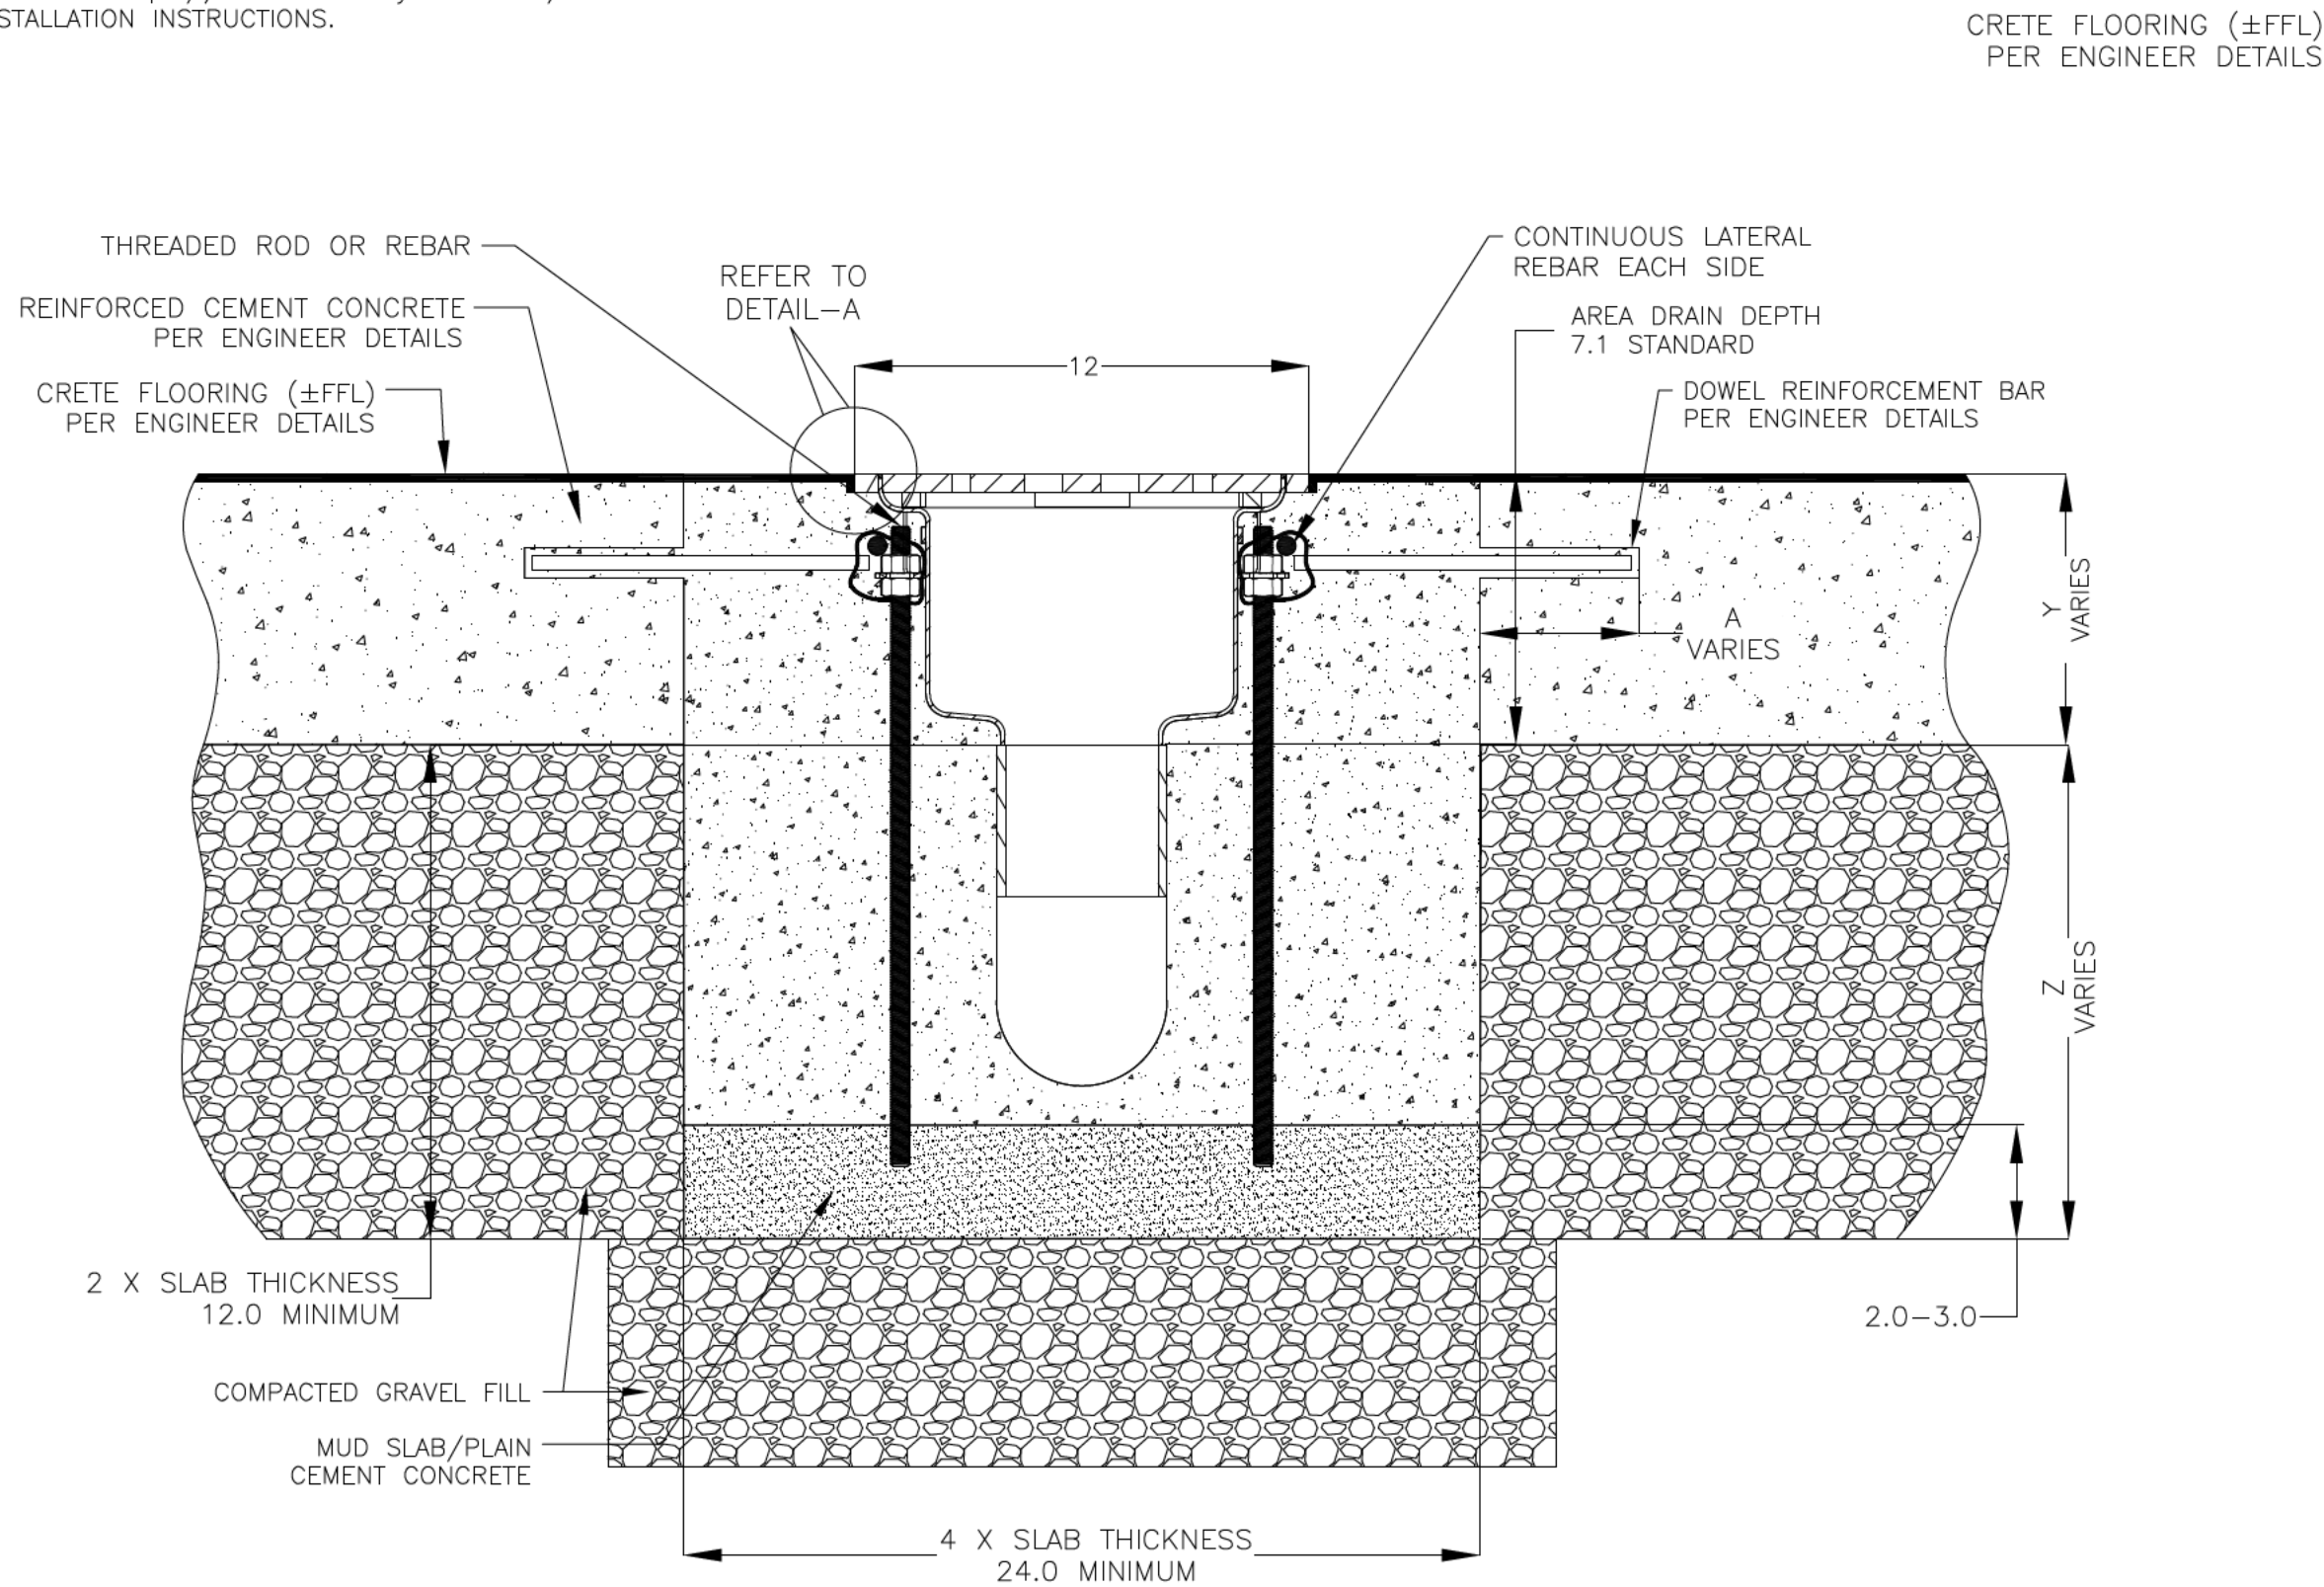 STALLATION INSTRUCTIONS.
CRETE FLOORING (±FFL)
PER ENGINEER DETAILS
THREADED ROD OR REBAR
REINFORCED CEMENT CONCRETE
PER ENGINEER DETAILS
CRETE FLOORING (±FFL)
PER ENGINEER DETAILS
REFER TO
DETAIL-A
12
CONTINUOUS LATERAL
REBAR EACH SIDE
AREA DRAIN DEPTH
7.1 STANDARD
DOWEL REINFORCEMENT BAR
PER ENGINEER DETAILS
A
VARIES
Y
VARIES
Z
VARIES
2 X SLAB THICKNESS
12.0 MINIMUM
2.0-3.0
COMPACTED GRAVEL FILL
MUD SLAB/PLAIN
CEMENT CONCRETE
4 X SLAB THICKNESS
24.0 MINIMUM